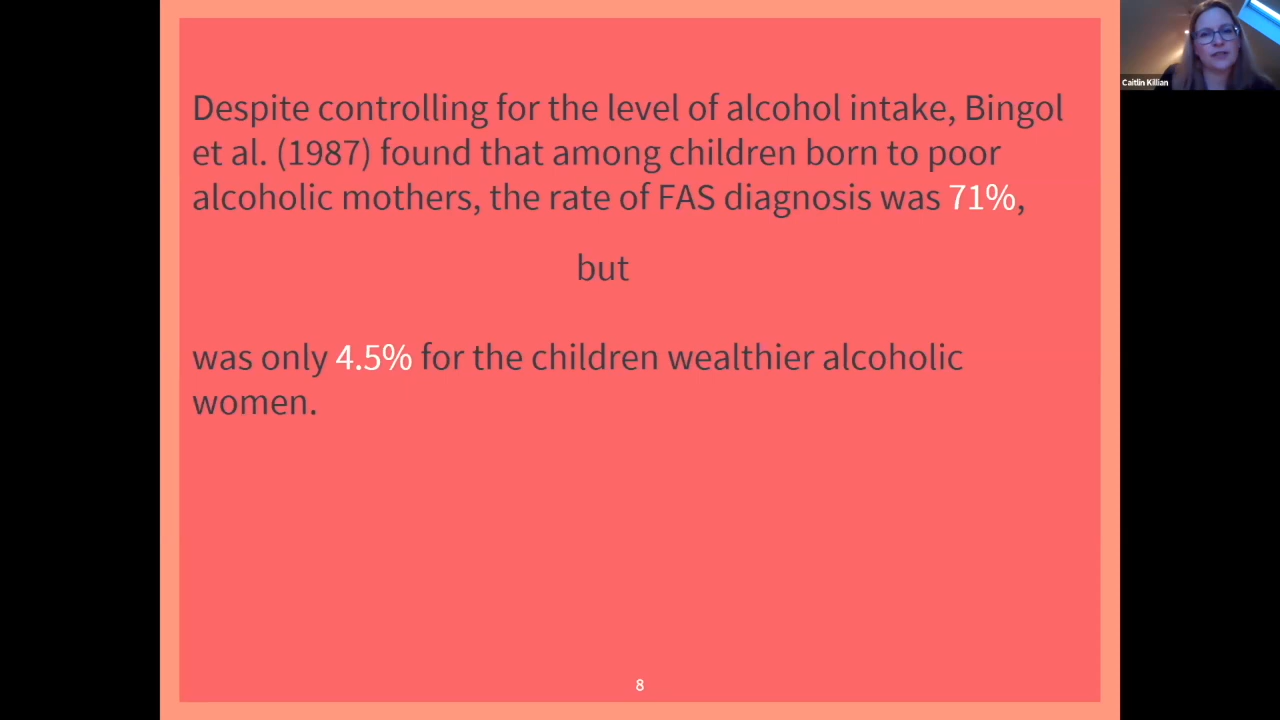 Despite controlling for the level of alcohol intake, Bingol
et al. (1987) found that among children born to poor
alcoholic mothers, the rate of FAS diagnosis was 71%,
but
was only 4.5% for the children wealthier alcoholic
women.
8
Caitlin Killian